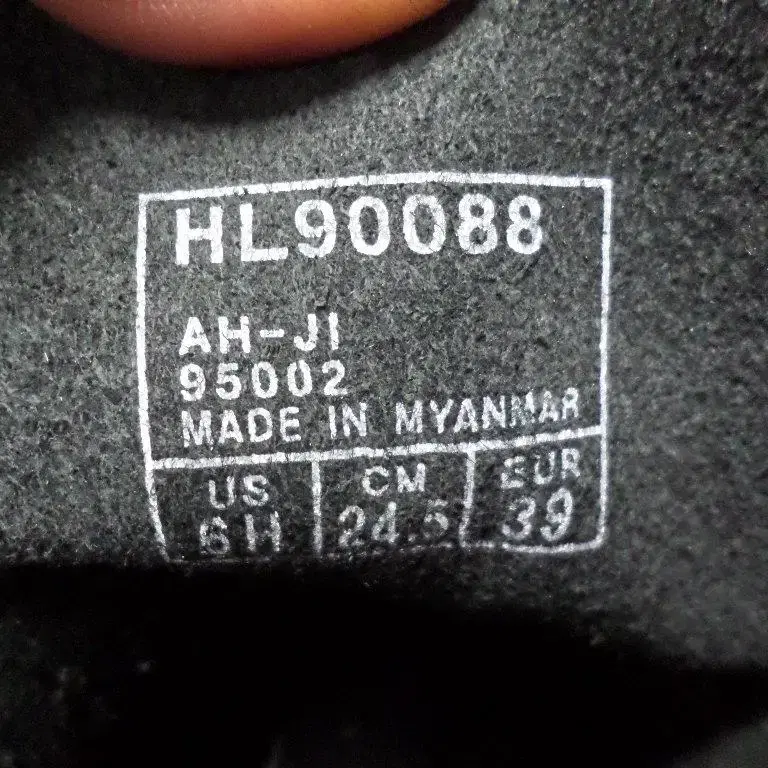 HL90088
AH-JI
95002
MADE IN MYANMAR
US CM EUR
6H 24.5 39